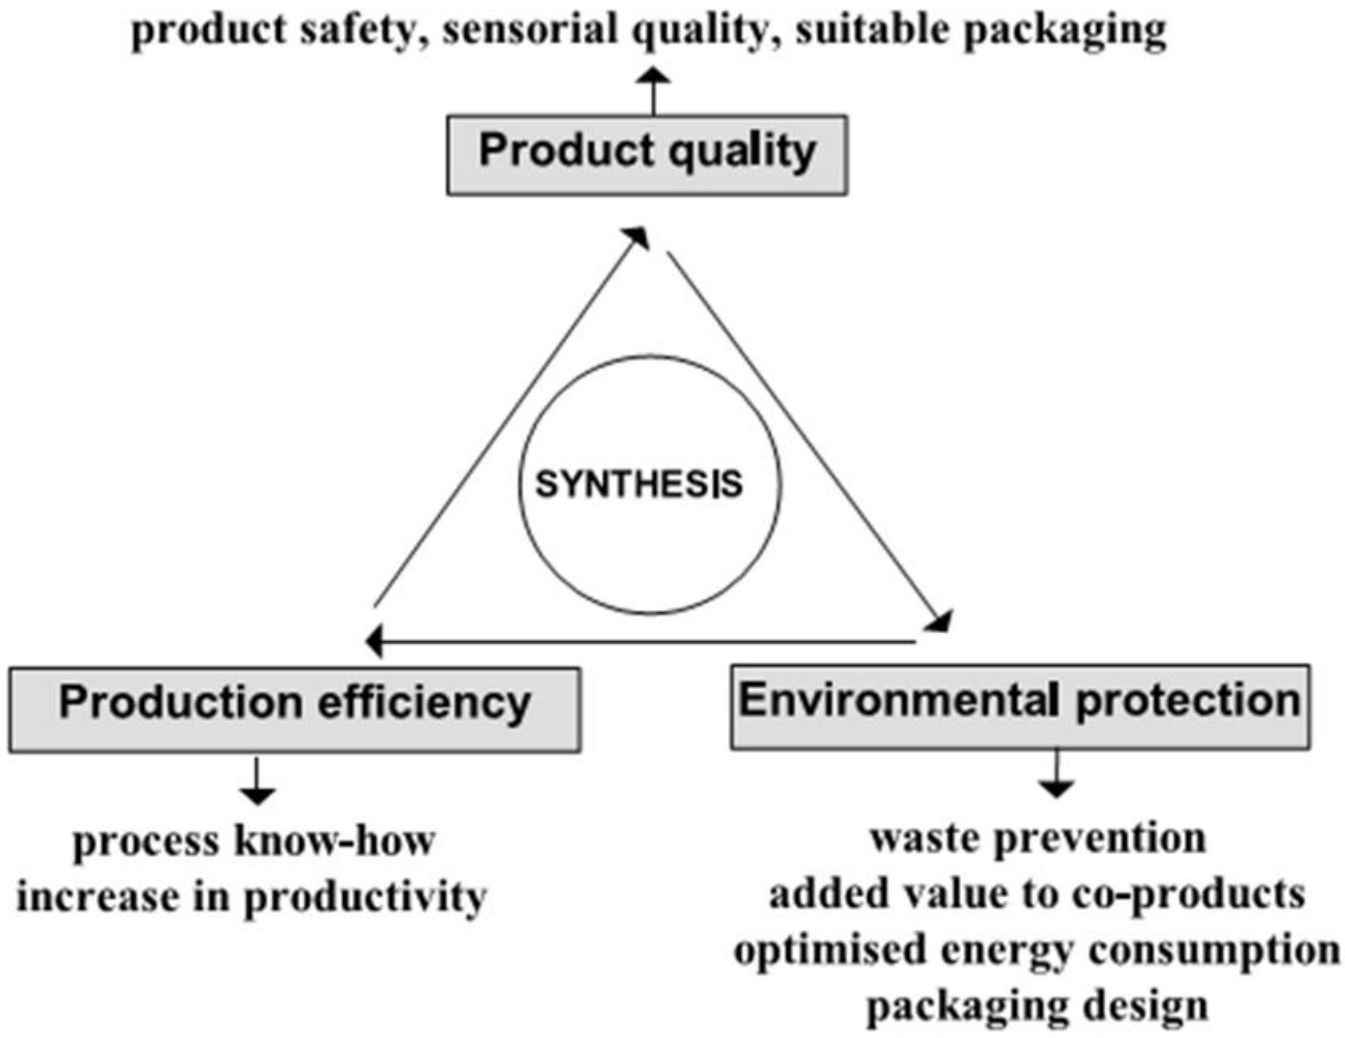 product safety, sensorial quality, suitable packaging
Product quality
SYNTHESIS
Production efficiency
process know-how
increase in productivity
Environmental protection
waste prevention
added value to co-products
optimised energy consumption
packaging design